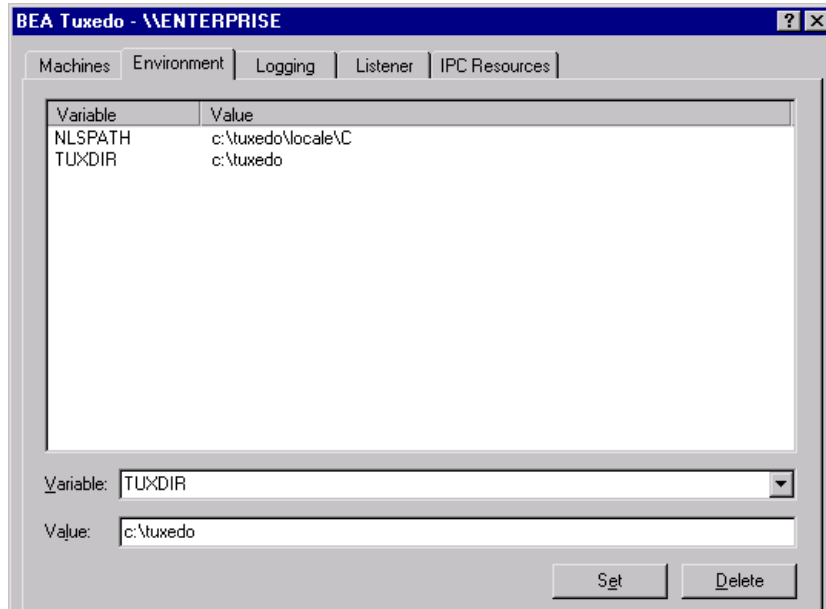 BEA Tuxedo - \\ENTERPRISE
Machines Environment Logging Listener IPC Resources
Variable Value
NLSPATH c:\tuxedo\locale\C
TUXDIR c:\tuxedo
Variable: TUXDIR
Value: c:\tuxedo
Set Delete